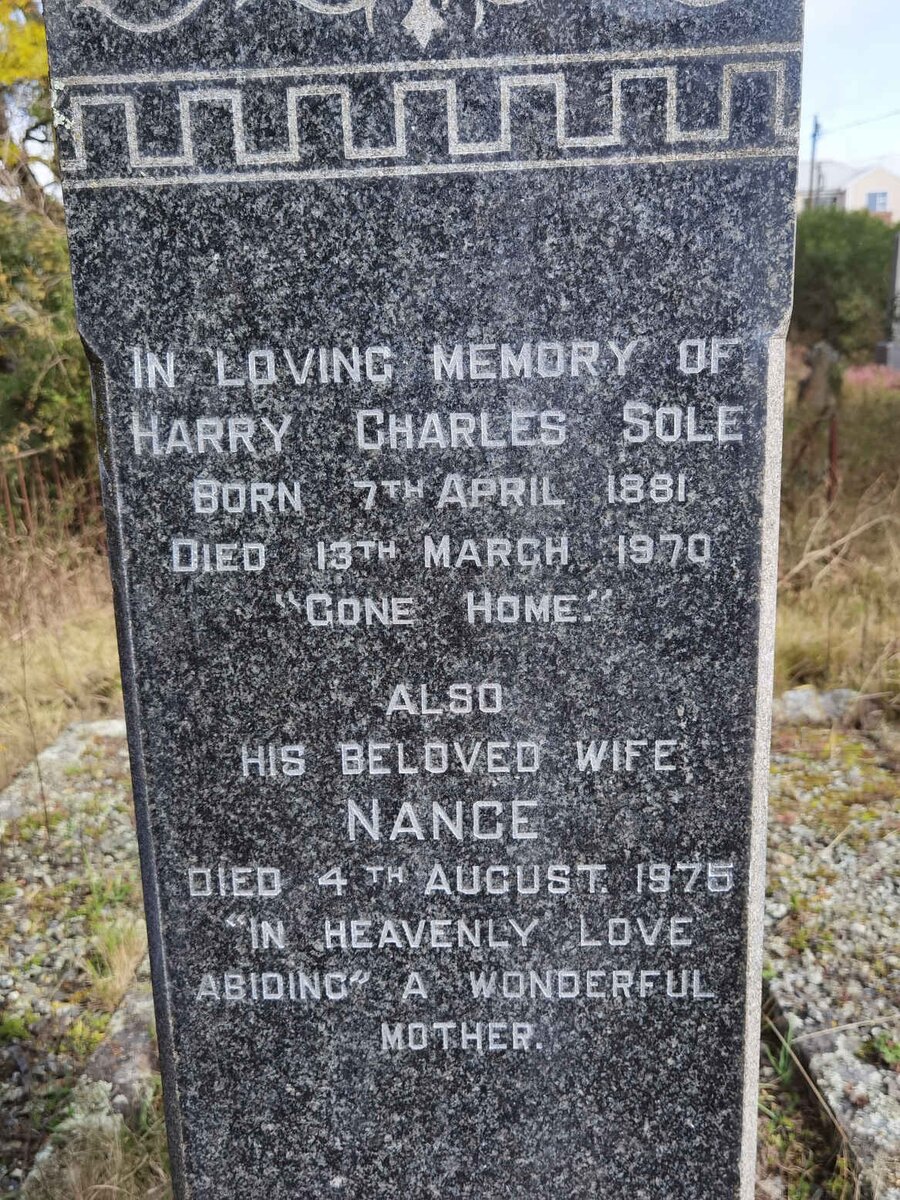 IN LOVING MEMORY OF
HARRY CHARLES SOLE
BORN 7TH APRIL 1881
DIED 13TH MARCH 1970
"GONE HOME."
ALSO
HIS BELOVED WIFE
NANCE
DIED 4TH AUGUST. 1975
"IN HEAVENLY LOVE
ABIDING" A WONDERFUL
MOTHER.